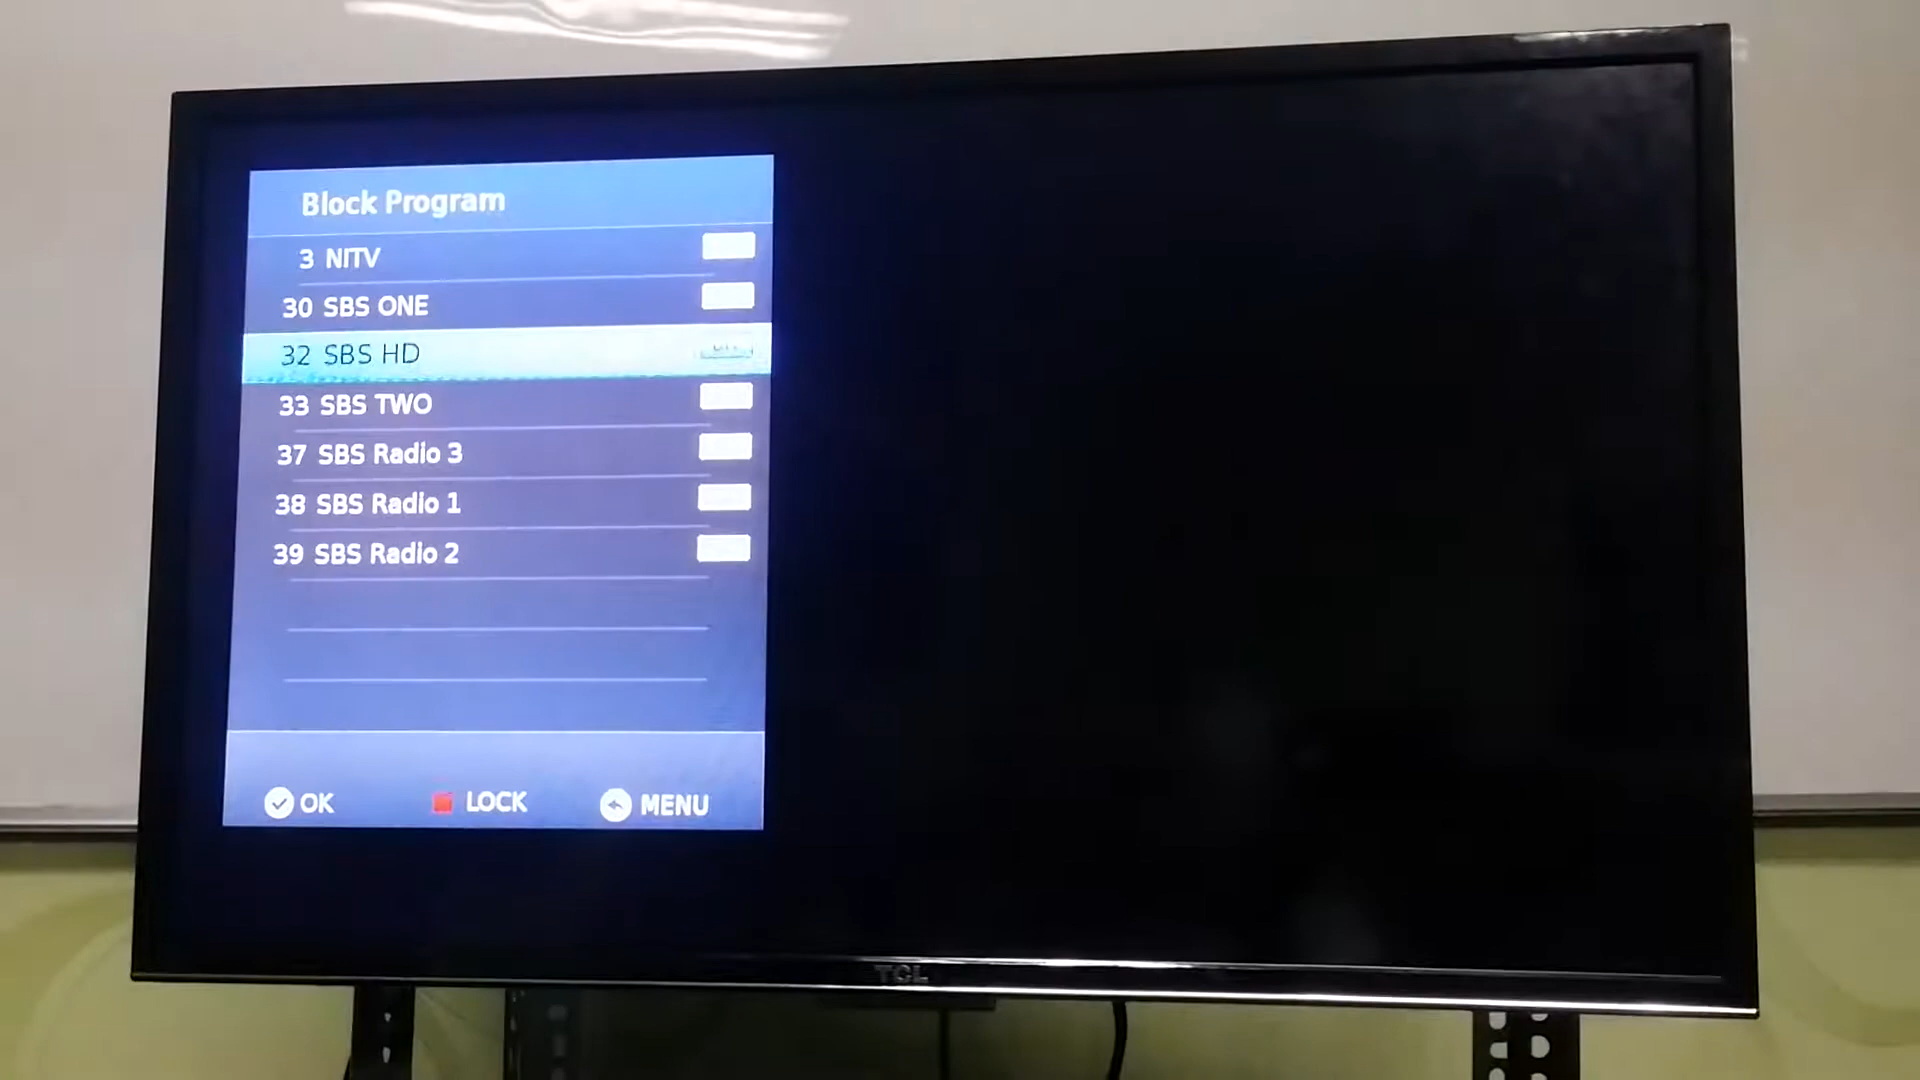 Block Program
3 NITV
30 SBS ONE
32 SBS HD
33 SBS TWO
37 SBS Radio 3
38 SBS Radio 1
39 SBS Radio 2
OK LOCK MENU
TCL